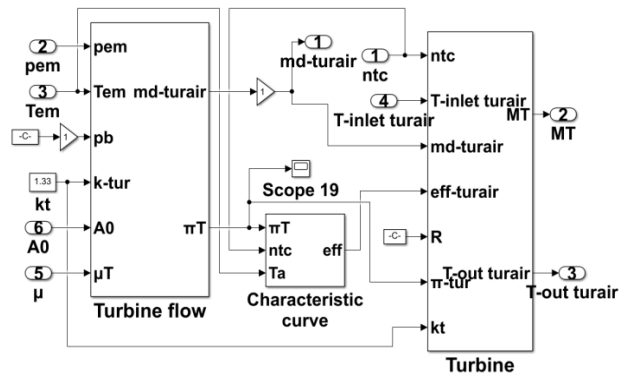 2
pem
3
Tem
-C-
1
1.33
kt
6
A0
5
μ
pem
Tem
md-turair
pb
k-tur
A0
πT
μT
Turbine flow
1
1
md-turair
Scope 19
πT
ntc
eff
Ta
Characteristic
curve
1
ntc
4
T-inlet turair
-C-
ntc
T-inlet turair
MT
md-turair
eff-turair
R
T-out turair
π-tur
kt
Turbine
2
MT
3
T-out turair